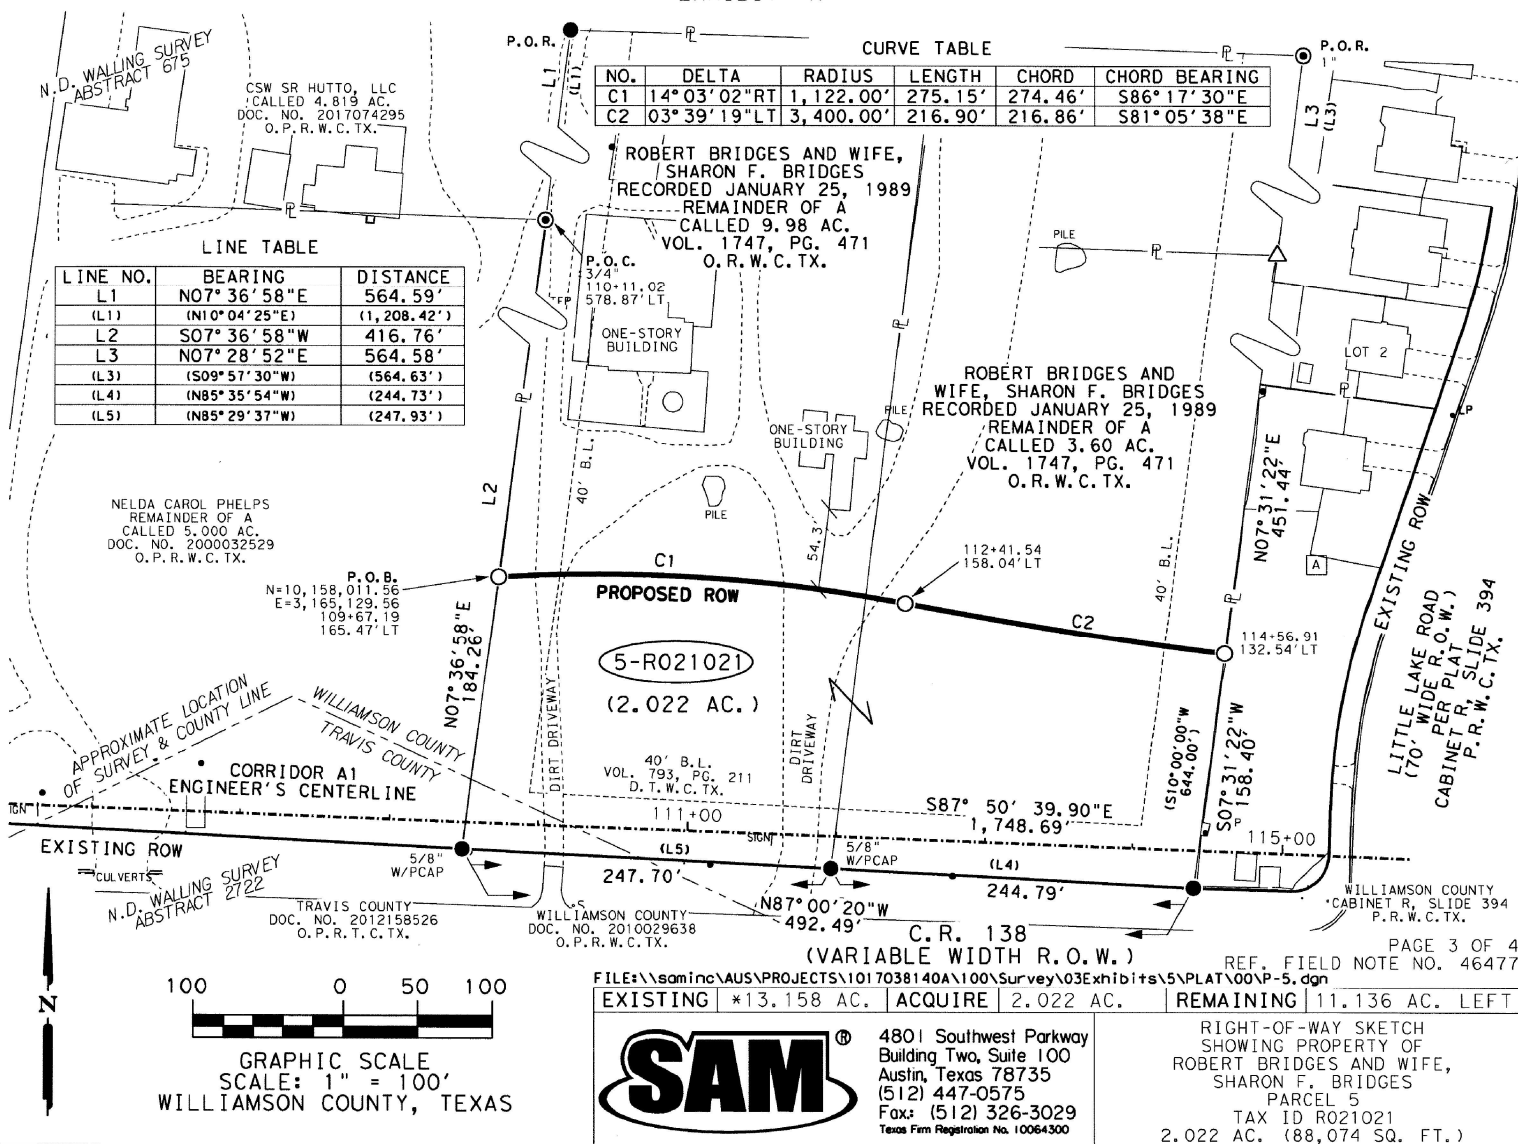 P.O.R.
P.O.R.
1"
CURVE TABLE
NO. DELTA RADIUS LENGTH CHORD CHORD BEARING
C1 14°03'02"RT 1,122.00' 275.15' 274.46' S86°17'30"E
C2 03°39'19"LT 3,400.00' 216.90' 216.86' S81°05'38"E
N.D. WALLING SURVEY
ABSTRACT 675
CSW SR HUTTO, LLC
CALLED 4.819 AC.
DOC. NO. 2017074295
O.P.R.W.C.TX.
L1
(L1)
L3
(L3)
ROBERT BRIDGES AND WIFE,
SHARON F. BRIDGES
RECORDED JANUARY 25, 1989
REMAINDER OF A
CALLED 9.98 AC.
VOL. 1747, PG. 471
O.R.W.C.TX.
LINE TABLE
LINE NO. BEARING DISTANCE
L1 N07°36'58"E 564.59'
(L1) (N10°04'25"E) (1,208.42')
L2 S07°36'58"W 416.76'
L3 N07°28'52"E 564.58'
(L3) (S09°57'30"W) (564.63')
(L4) (N85°35'54"W) (244.73')
(L5) (N85°29'37"W) (247.93')
P.O.C.
3/4"
110+11.02
578.87'LT
PILE
ONE-STORY
BUILDING
LOT 2
LP
ROBERT BRIDGES AND
WIFE, SHARON F. BRIDGES
RECORDED JANUARY 25, 1989
REMAINDER OF A
CALLED 3.60 AC.
VOL. 1747, PG. 471
O.R.W.C.TX.
PILE
ONE-STORY
BUILDING
PILE
L2
40' B.L.
54.3'
40' B.L.
N07°31'22"E
451.44'
A
EXISTING ROW
NELDA CAROL PHELPS
REMAINDER OF A
CALLED 5.000 AC.
DOC. NO. 2000032529
O.P.R.W.C.TX.
P.O.B.
N=10,158,011.56
E=3,165,129.56
109+67.19
165.47'LT
C1
PROPOSED ROW
112+41.54
158.04'LT
C2
114+56.91
132.54'LT
N07°36'58"E
184.26'
5-R021021
(2.022 AC.)
LITTLE LAKE ROAD
(70' WIDE R.O.W.)
PER PLAT
CABINET R, SLIDE 394
P.R.W.C.TX.
APPROXIMATE LOCATION
OF SURVEY & COUNTY LINE
WILLIAMSON COUNTY
TRAVIS COUNTY
DIRT DRIVEWAY
40' B.L.
VOL. 793, PG. 211
D.T.W.C.TX.
DIRT
DRIVEWAY
(S10°00'00"W
644.00')
S07°31'22"W
158.40'
CORRIDOR A1
ENGINEER'S CENTERLINE
S87° 50' 39.90"E
1,748.69'
111+00
SIGN
P
115+00
EXISTING ROW
5/8"
W/PCAP
(L5)
247.70'
5/8"
W/PCAP
(L4)
244.79'
CULVERTS
N.D. WALLING SURVEY
ABSTRACT 2722
TRAVIS COUNTY
DOC. NO. 2012158526
O.P.R.T.C.TX.
WILLIAMSON COUNTY
DOC. NO. 2010029638
O.P.R.W.C.TX.
N87°00'20"W
492.49'
C.R. 138
(VARIABLE WIDTH R.O.W.)
WILLIAMSON COUNTY
CABINET R, SLIDE 394
P.R.W.C.TX.
PAGE 3 OF 4
REF. FIELD NOTE NO. 46477
N
100 0 50 100
GRAPHIC SCALE
SCALE: 1" = 100'
WILLIAMSON COUNTY, TEXAS
FILE:\\saminc\AUS\PROJECTS\1017038140A\100\Survey\03Exhibits\5\PLAT\00\P-5.dgn
EXISTING *13.158 AC. ACQUIRE 2.022 AC. REMAINING 11.136 AC. LEFT
SAM®
4801 Southwest Parkway
Building Two, Suite 100
Austin, Texas 78735
(512) 447-0575
Fax: (512) 326-3029
Texas Firm Registration No. 10064300
RIGHT-OF-WAY SKETCH
SHOWING PROPERTY OF
ROBERT BRIDGES AND WIFE,
SHARON F. BRIDGES
PARCEL 5
TAX ID R021021
2.022 AC. (88,074 SQ. FT.)